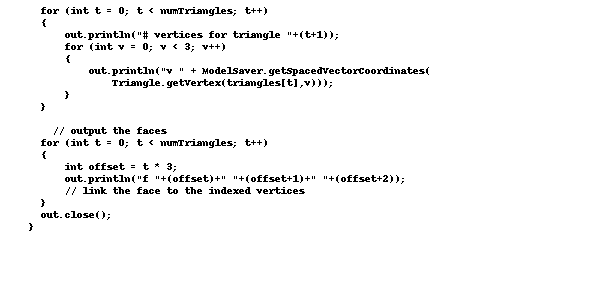 for (int t = 0; t < numTriangles; t++)
{
out.println("# vertices for triangle "+(t+1));
for (int v = 0; v < 3; v++)
{
out.println("v " + ModelSaver.getSpacedVectorCoordinates(
Triangle.getVertex(triangles[t],v)));
}
}
// output the faces
for (int t = 0; t < numTriangles; t++)
{
int offset = t * 3;
out.println("f "+(offset)+" "+(offset+1)+" "+(offset+2));
// link the face to the indexed vertices
}
out.close();
}